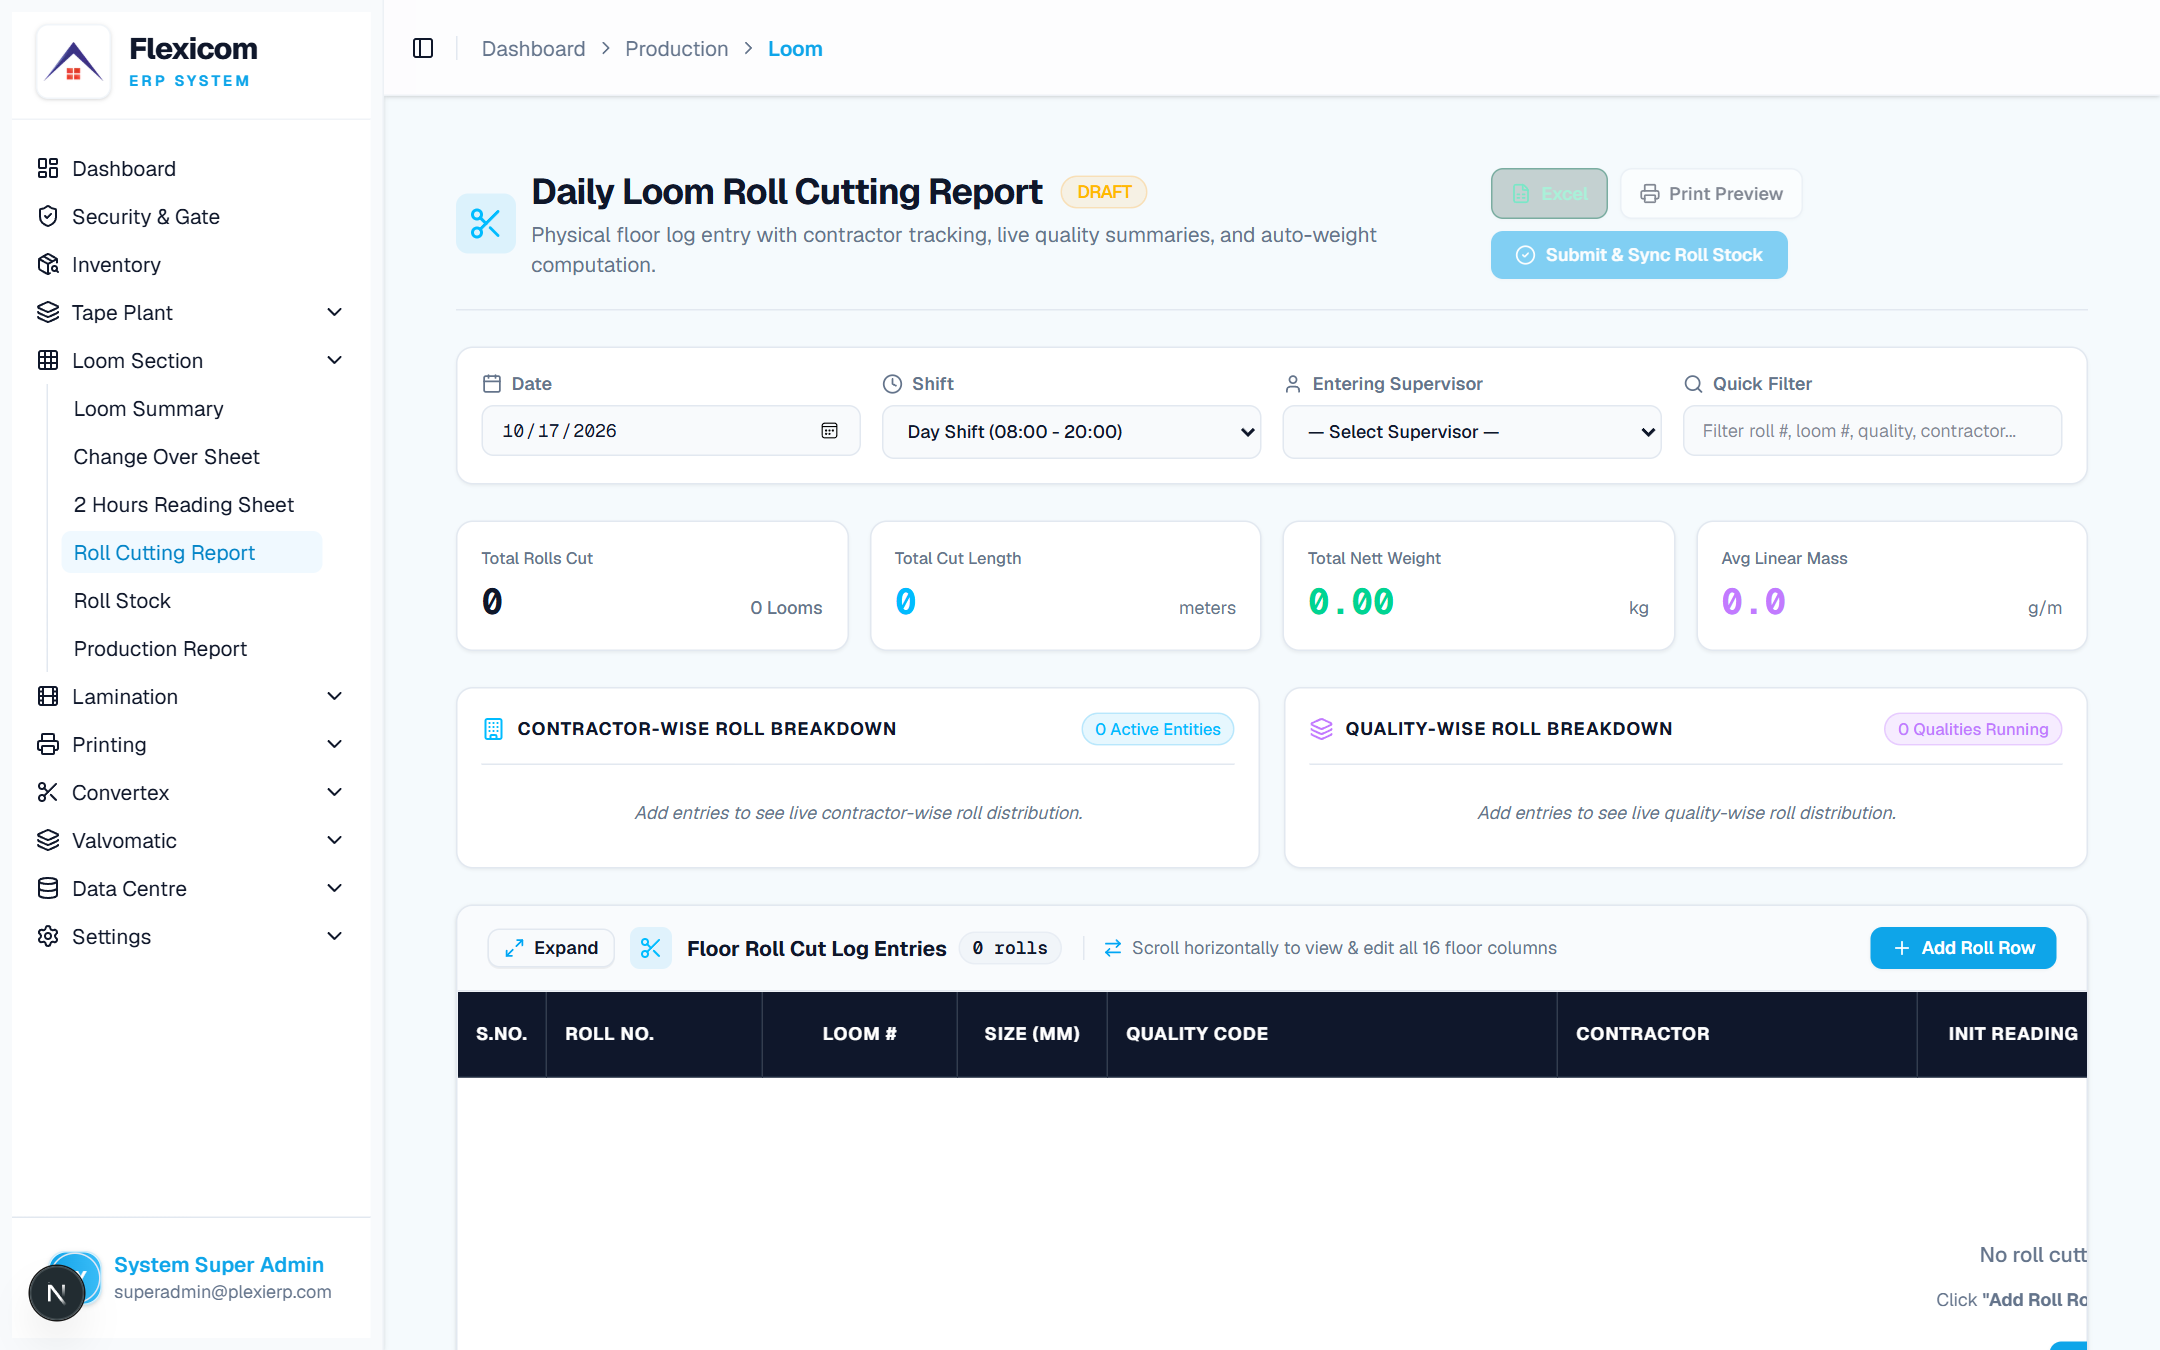 Flexicom
ERP SYSTEM
Dashboard
Security & Gate
Inventory
Tape Plant
Loom Section
Loom Summary
Change Over Sheet
2 Hours Reading Sheet
Roll Cutting Report
Roll Stock
Production Report
Lamination
Printing
Convertex
Valvomatic
Data Centre
Settings
System Super Admin
superadmin@plexierp.com
N
Dashboard > Production > Loom
Daily Loom Roll Cutting Report DRAFT
Physical floor log entry with contractor tracking, live quality summaries, and auto-weight
computation.
Excel Print Preview
Submit & Sync Roll Stock
Date Shift Entering Supervisor Quick Filter
10/17/2026 Day Shift (08:00 - 20:00) — Select Supervisor — Filter roll #, loom #, quality, contractor...
Total Rolls Cut Total Cut Length Total Nett Weight Avg Linear Mass
0 0 Looms 0 meters 0.00 kg 0.0 g/m
CONTRACTOR-WISE ROLL BREAKDOWN 0 Active Entities
Add entries to see live contractor-wise roll distribution.
QUALITY-WISE ROLL BREAKDOWN 0 Qualities Running
Add entries to see live quality-wise roll distribution.
Expand Floor Roll Cut Log Entries 0 rolls Scroll horizontally to view & edit all 16 floor columns + Add Roll Row
S.NO. ROLL NO. LOOM # SIZE (MM) QUALITY CODE CONTRACTOR INIT READING
No roll cutt
Click "Add Roll Ro